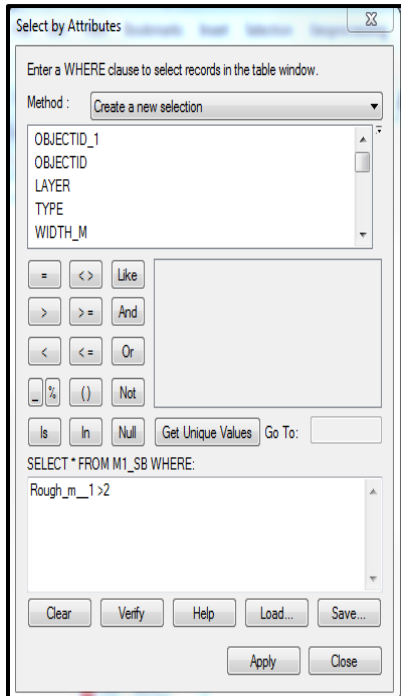 Select by Attributes
Enter a WHERE clause to select records in the table window.
Method : Create a new selection
OBJECTID_1
OBJECTID
LAYER
TYPE
WIDTH_M
= < > Like
> > = And
< < = Or
_ % () Not
Is In Null Get Unique Values Go To:
SELECT * FROM M1_SB WHERE:
Rough_m__1 >2
Clear Verify Help Load... Save...
Apply Close